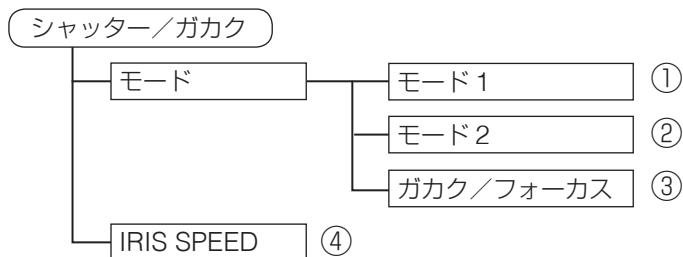 シャッター／ガカク
モード
モード1 ①
モード2 ②
ガカク／フォーカス ③
IRIS SPEED ④